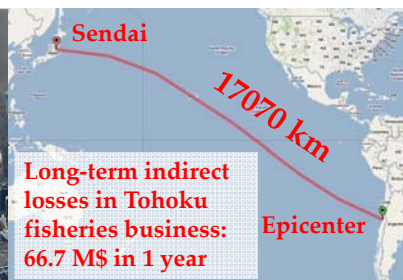 Sendai
17070 km
Long-term indirect
losses in Tohoku
fisheries business:
66.7 M$ in 1 year
Epicenter